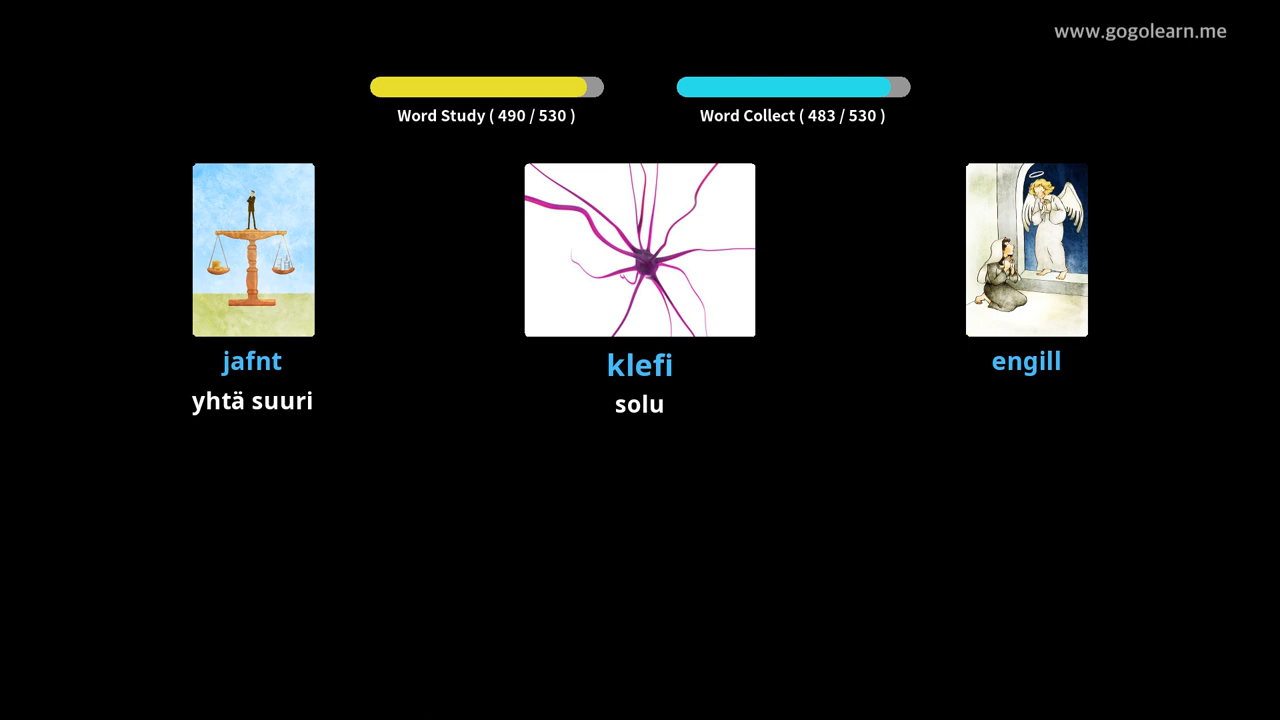 www.gogolearn.me
Word Study ( 490 / 530 )
Word Collect ( 483 / 530 )
jafnt
yhtä suuri
klefi
solu
engill